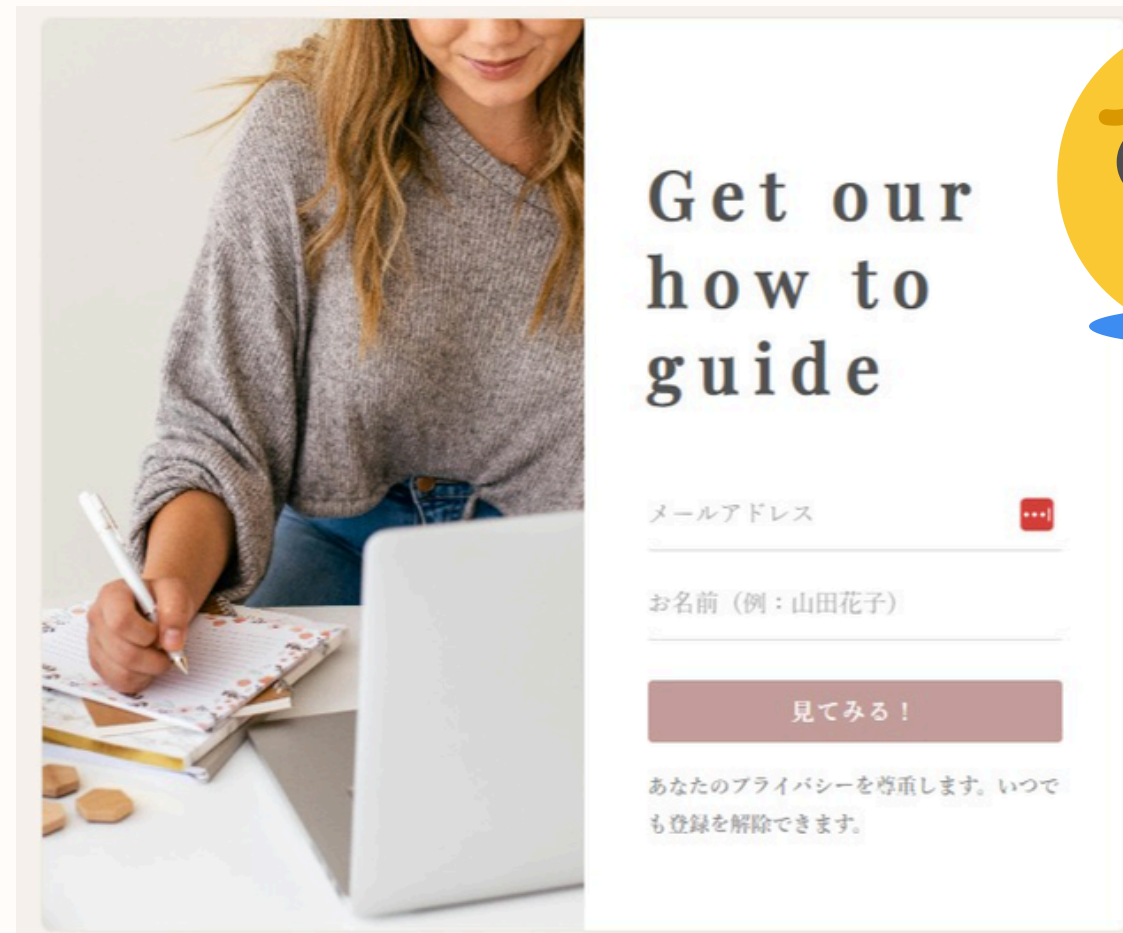 Get our
how to
guide
メールアドレス
お名前（例：山田花子）
見てみる！
あなたのプライバシーを尊重します。いつで
も登録を解除できます。